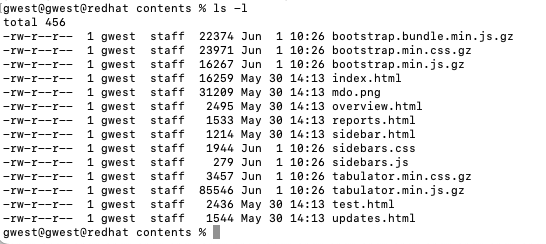 [gwest@gwest@redhat contents % ls -l
total 456
-rw-r--r--  1 gwest  staff  22374 Jun  1 10:26 bootstrap.bundle.min.js.gz
-rw-r--r--  1 gwest  staff  23971 Jun  1 10:26 bootstrap.min.css.gz
-rw-r--r--  1 gwest  staff  16267 Jun  1 10:26 bootstrap.min.js.gz
-rw-r--r--  1 gwest  staff  16259 May 30 14:13 index.html
-rw-r--r--  1 gwest  staff  31209 May 30 14:13 mdo.png
-rw-r--r--  1 gwest  staff   2495 May 30 14:13 overview.html
-rw-r--r--  1 gwest  staff   1533 May 30 14:13 reports.html
-rw-r--r--  1 gwest  staff   1214 May 30 14:13 sidebar.html
-rw-r--r--  1 gwest  staff   1944 Jun  1 10:26 sidebars.css
-rw-r--r--  1 gwest  staff    279 Jun  1 10:26 sidebars.js
-rw-r--r--  1 gwest  staff   3457 Jun  1 10:26 tabulator.min.css.gz
-rw-r--r--  1 gwest  staff  85546 Jun  1 10:26 tabulator.min.js.gz
-rw-r--r--  1 gwest  staff   2436 May 30 14:13 test.html
-rw-r--r--  1 gwest  staff   1544 May 30 14:13 updates.html
gwest@gwest@redhat contents %